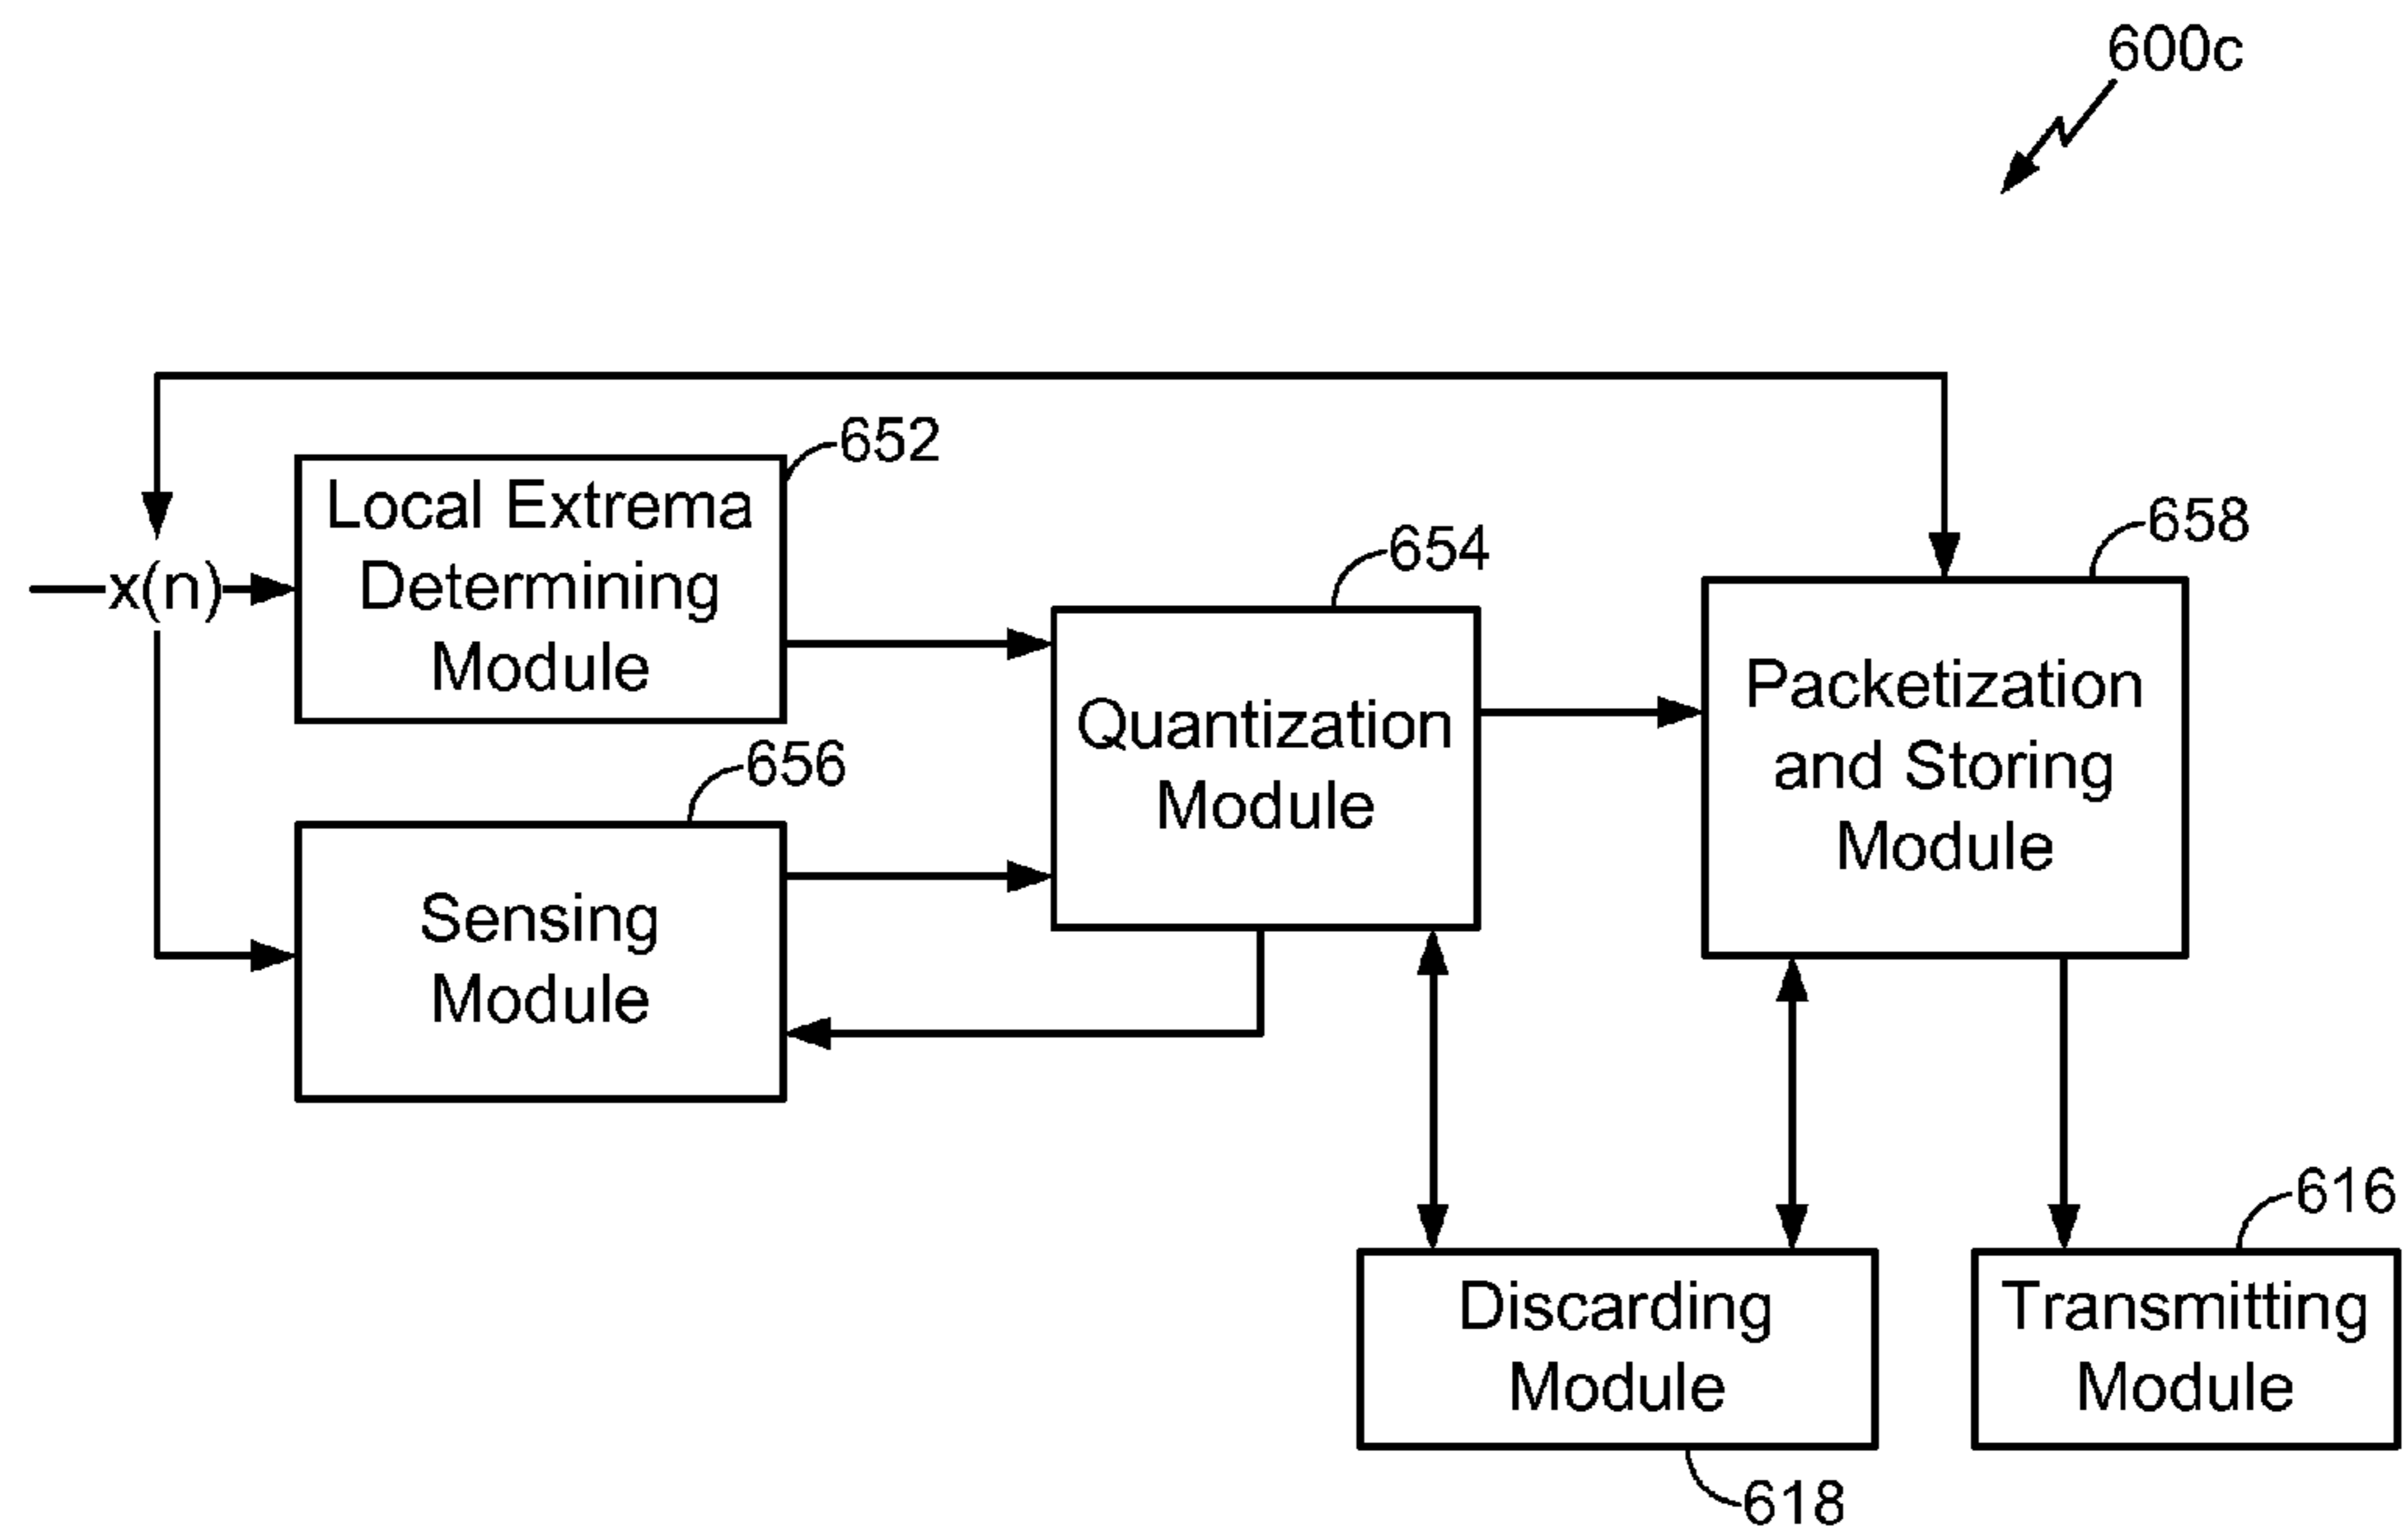 600c
652
Local Extrema
Determining
Module
x(n)
654
658
Quantization
Module
Packetization
and Storing
Module
656
Sensing
Module
616
Discarding
Module
Transmitting
Module
618